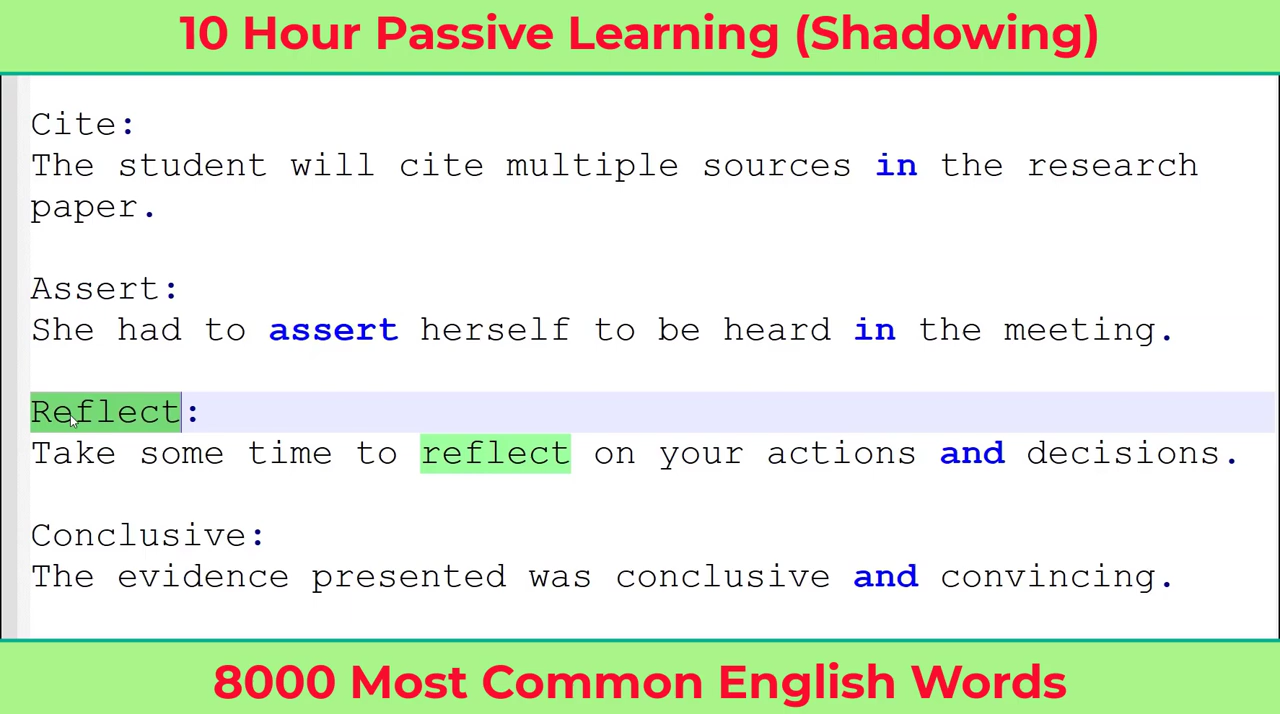 10 Hour Passive Learning (Shadowing)
Cite:
The student will cite multiple sources in the research
paper.
Assert:
She had to assert herself to be heard in the meeting.
Reflect:
Take some time to reflect on your actions and decisions.
Conclusive:
The evidence presented was conclusive and convincing.
8000 Most Common English Words